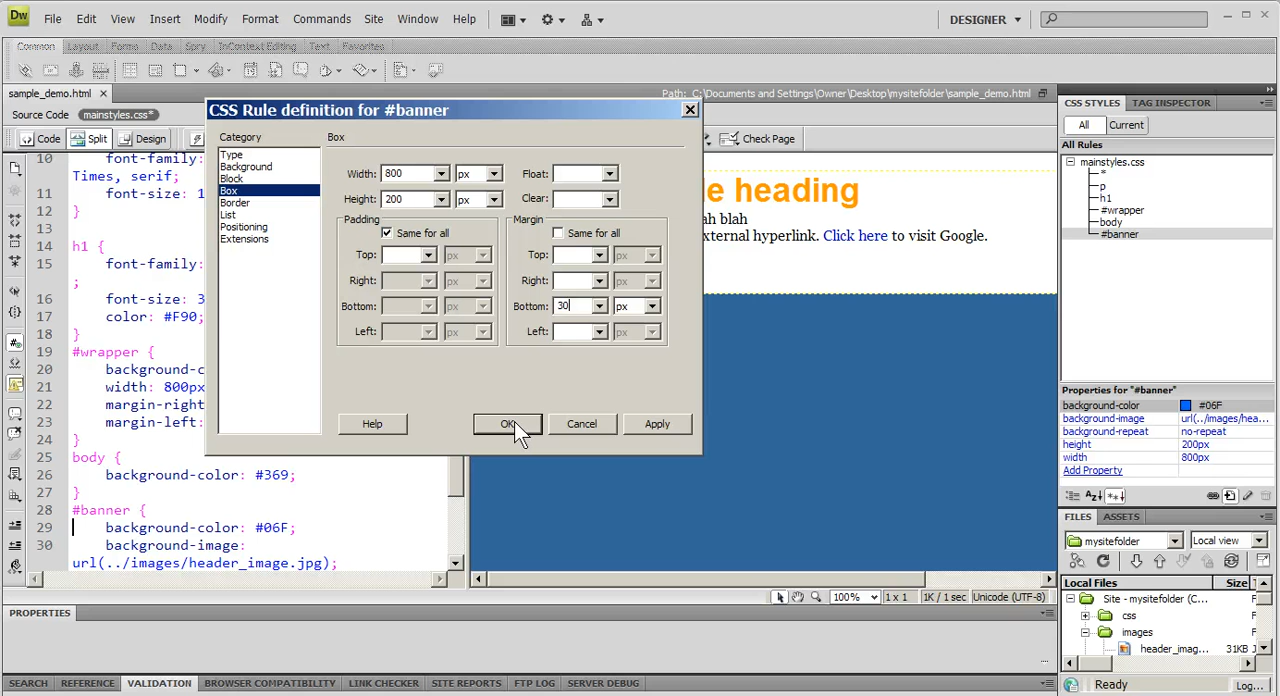 Dw File Edit View Insert Modify Format Commands Site Window Help DESIGNER
Common Layout Forms Data Spry InContext Editing Text Favorites
sample_demo.html Path: C:\Documents and Settings\Owner\Desktop\mysitefolder\sample_demo.html
Source Code mainstyles.css*
Code Split Design Check Page
10 font-family:
Times, serif;
11 font-size: 1
12 }
13
14 h1 {
15 font-family:
;
16 font-size: 3
17 color: #F90;
18 }
19 #wrapper {
20 background-c
21 width: 800px
22 margin-right
23 margin-left:
24 }
25 body {
26 background-color: #369;
27 }
28 #banner {
29 background-color: #06F;
30 background-image:
url(../images/header_image.jpg);
CSS Rule definition for #banner
Category
Type
Background
Block
Box
Border
List
Positioning
Extensions
Box
Width: 800 px Float:
Height: 200 px Clear:
Padding Margin
Same for all Same for all
Top: px Top: px
Right: px Right: px
Bottom: px Bottom: 30 px
Left: px Left: px
Help OK Cancel Apply
le heading
ah blah
xternal hyperlink. Click here to visit Google.
100% 1 x 1 1K / 1 sec Unicode (UTF-8)
CSS STYLES TAG INSPECTOR
All Current
All Rules
mainstyles.css
*
p
h1
#wrapper
body
#banner
Properties for "#banner"
background-color #06F
background-image url(../images/hea...
background-repeat no-repeat
height 200px
width 800px
Add Property
FILES ASSETS
mysitefolder Local view
Local Files Size
Site - mysitefolder (C... F
css F
images F
header_imag... 31KB F
Ready Log...
PROPERTIES
SEARCH REFERENCE VALIDATION BROWSER COMPATIBILITY LINK CHECKER SITE REPORTS FTP LOG SERVER DEBUG